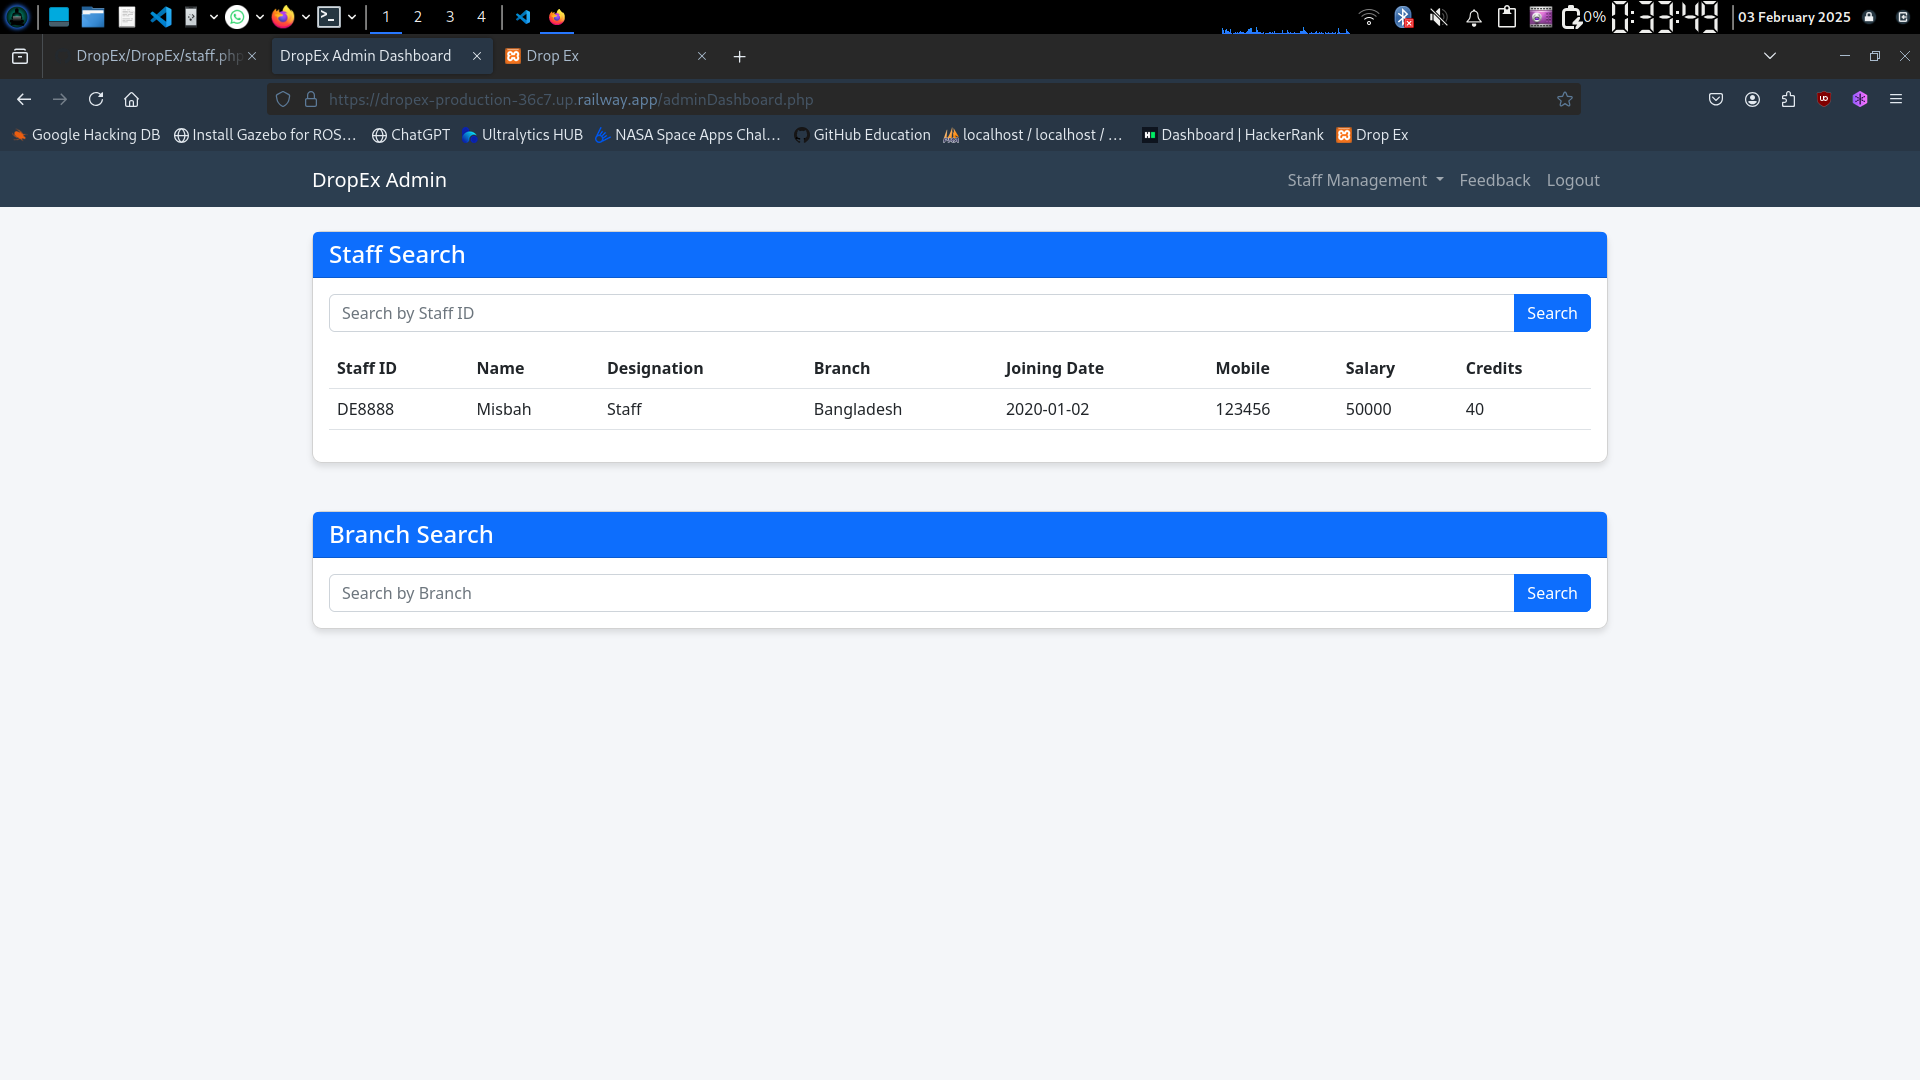 1 2 3 4 0% 0:33:49 03 February 2025
DropEx/DropEx/staff.php DropEx Admin Dashboard Drop Ex
https://dropex-production-36c7.up.railway.app/adminDashboard.php
Google Hacking DB Install Gazebo for ROS… ChatGPT Ultralytics HUB NASA Space Apps Chal… GitHub Education localhost / localhost / … Dashboard | HackerRank Drop Ex
DropEx Admin Staff Management Feedback Logout
Staff Search
Search by Staff ID Search
Staff ID Name Designation Branch Joining Date Mobile Salary Credits
DE8888 Misbah Staff Bangladesh 2020-01-02 123456 50000 40
Branch Search
Search by Branch Search